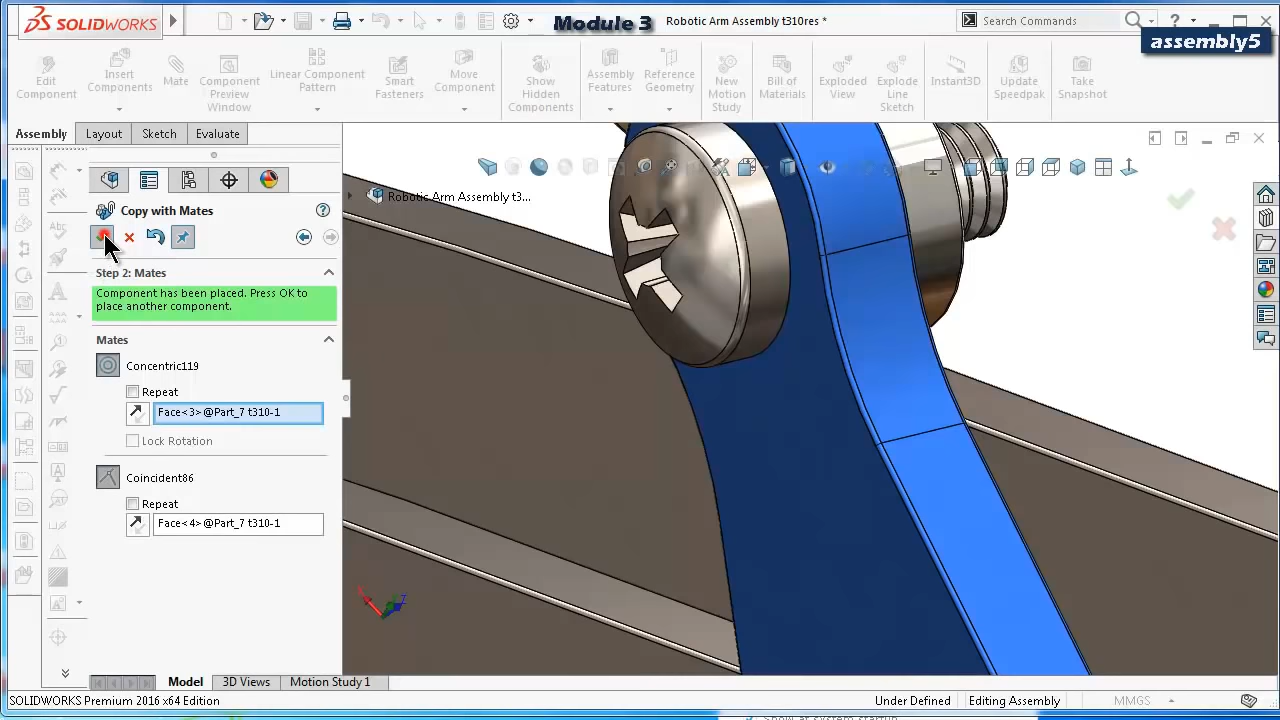 SOLIDWORKS
Module 3
Robotic Arm Assembly t310res *
Search Commands
?
assembly5
Edit Component
Insert Components
Mate
Component Preview Window
Linear Component Pattern
Smart Fasteners
Move Component
Show Hidden Components
Assembly Features
Reference Geometry
New Motion Study
Bill of Materials
Exploded View
Explode Line Sketch
Instant3D
Update Speedpak
Take Snapshot
Assembly
Layout
Sketch
Evaluate
Robotic Arm Assembly t3...
Copy with Mates
?
Step 2: Mates
Component has been placed. Press OK to
place another component.
Mates
Concentric119
Repeat
Face<3>@Part_7 t310-1
Lock Rotation
Coincident86
Repeat
Face<4>@Part_7 t310-1
Model
3D Views
Motion Study 1
SOLIDWORKS Premium 2016 x64 Edition
Under Defined
Editing Assembly
MMGS
Show at system startup